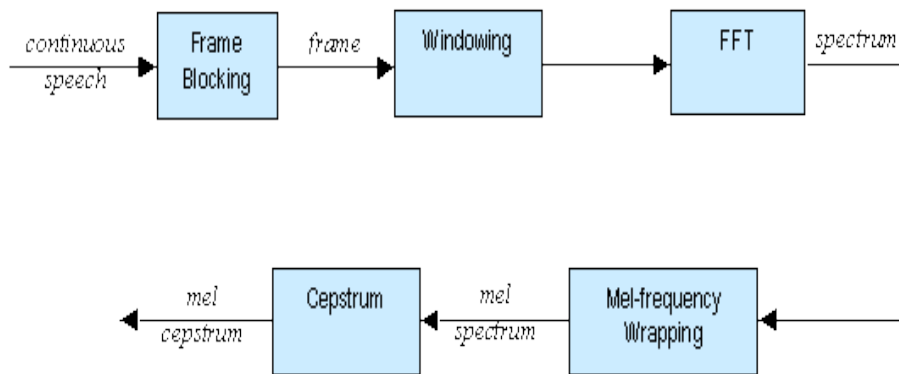 continuous
speech
Frame
Blocking
frame
Windowing
FFT
spectrum
mel
cepstrum
Cepstrum
mel
spectrum
Mel-frequency
Wrapping